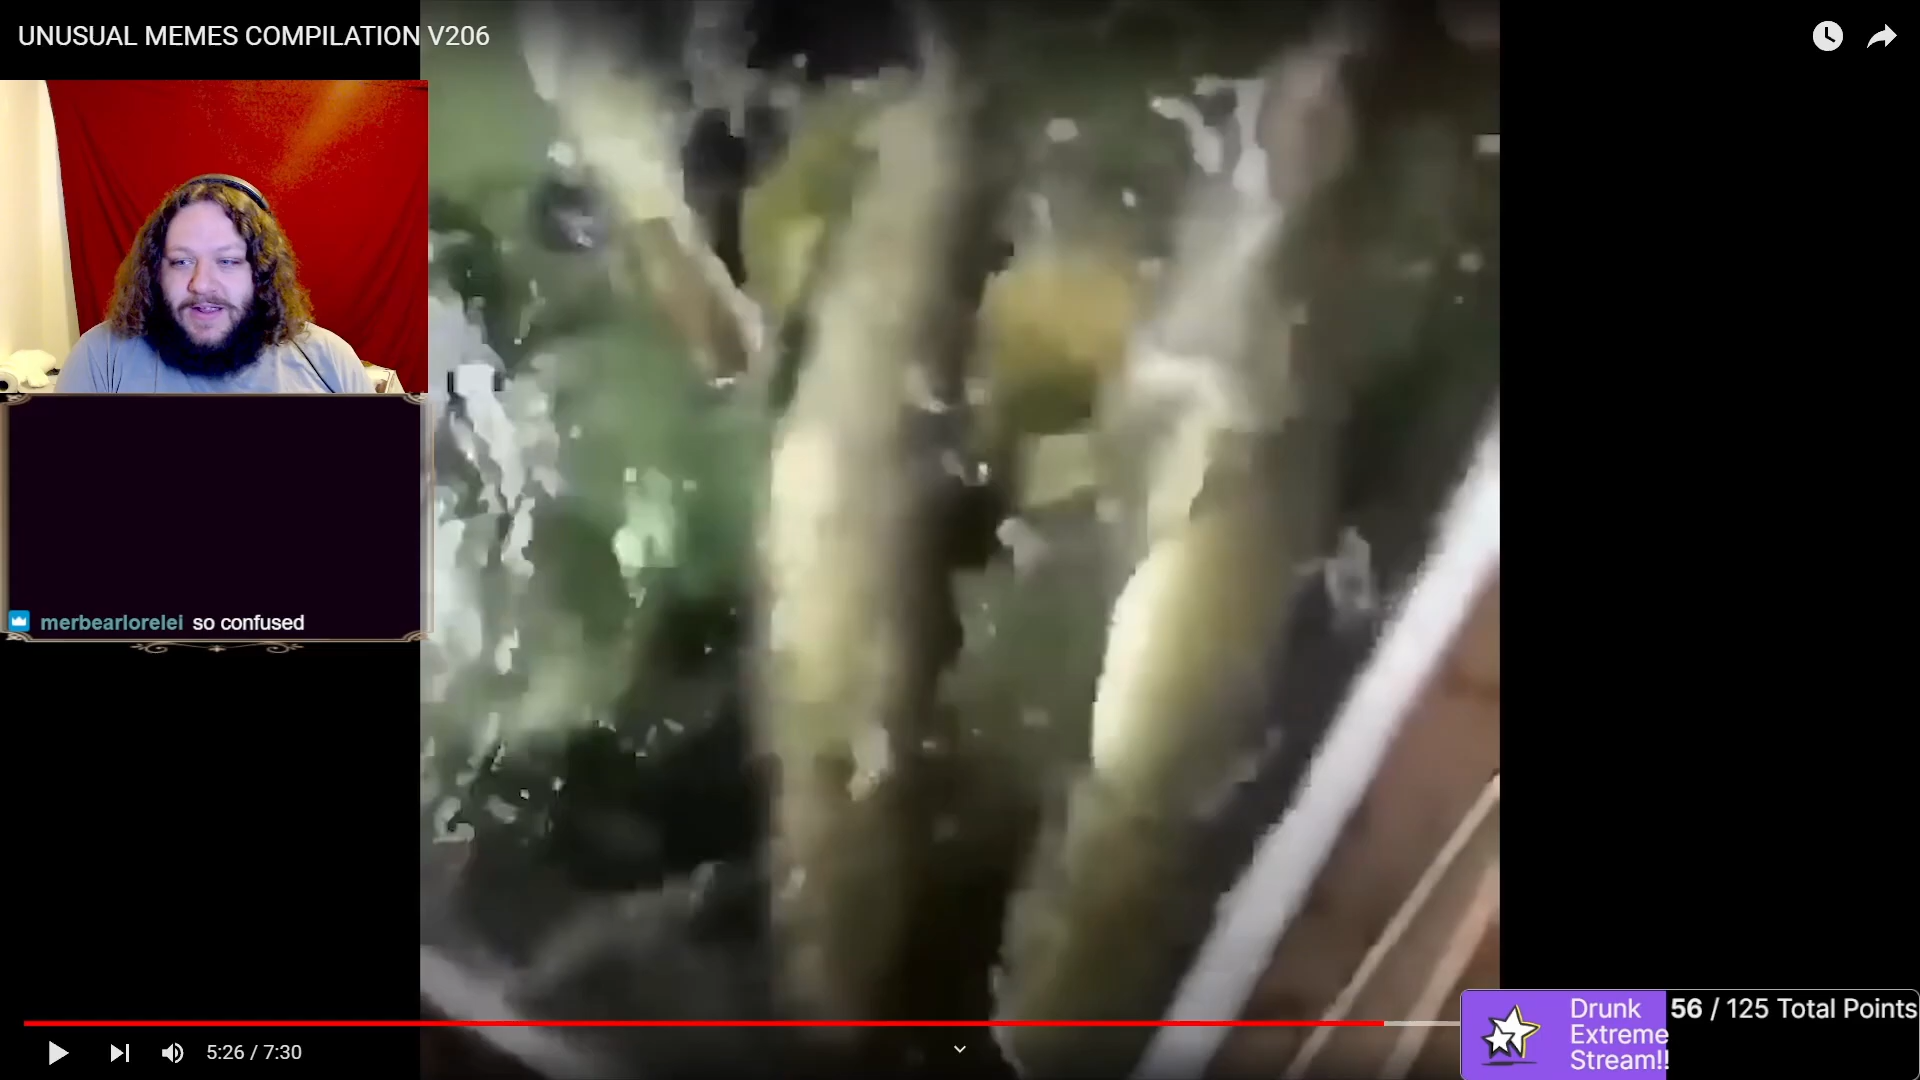 UNUSUAL MEMES COMPILATION V206
merbearlorelei so confused
5:26 / 7:30
Drunk
Extreme
Stream!!
56 / 125 Total Points